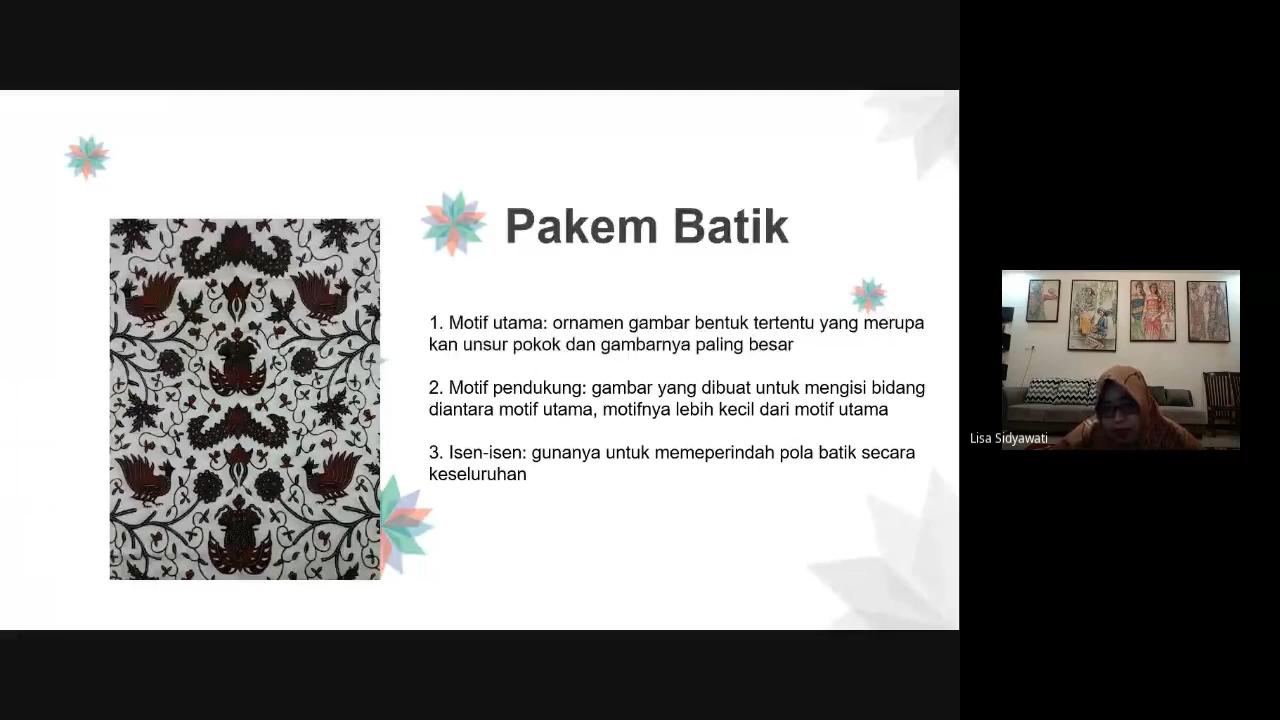 Pakem Batik
1. Motif utama: ornamen gambar bentuk tertentu yang merupa
kan unsur pokok dan gambarnya paling besar
2. Motif pendukung: gambar yang dibuat untuk mengisi bidang
diantara motif utama, motifnya lebih kecil dari motif utama
3. Isen-isen: gunanya untuk memeperindah pola batik secara
keseluruhan
Lisa Sidyawati